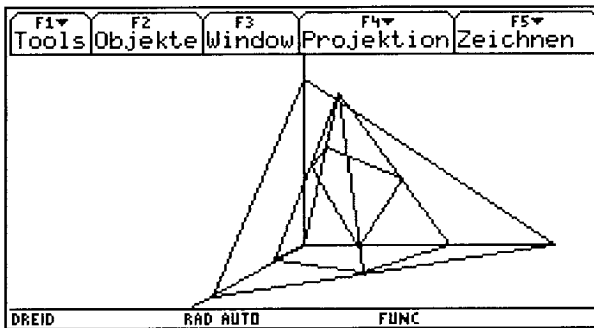 F1▼ F2 F3 F4▼ F5▼
Tools Objekte Window Projektion Zeichnen
DREID RAD AUTO FUNC